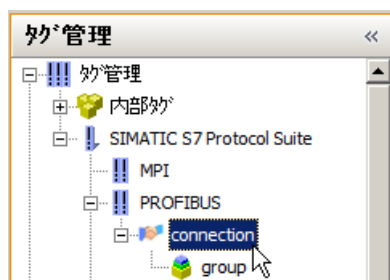 ﾀｸﾞ管理
ﾀｸﾞ管理
内部ﾀｸﾞ
SIMATIC S7 Protocol Suite
MPI
PROFIBUS
connection
group